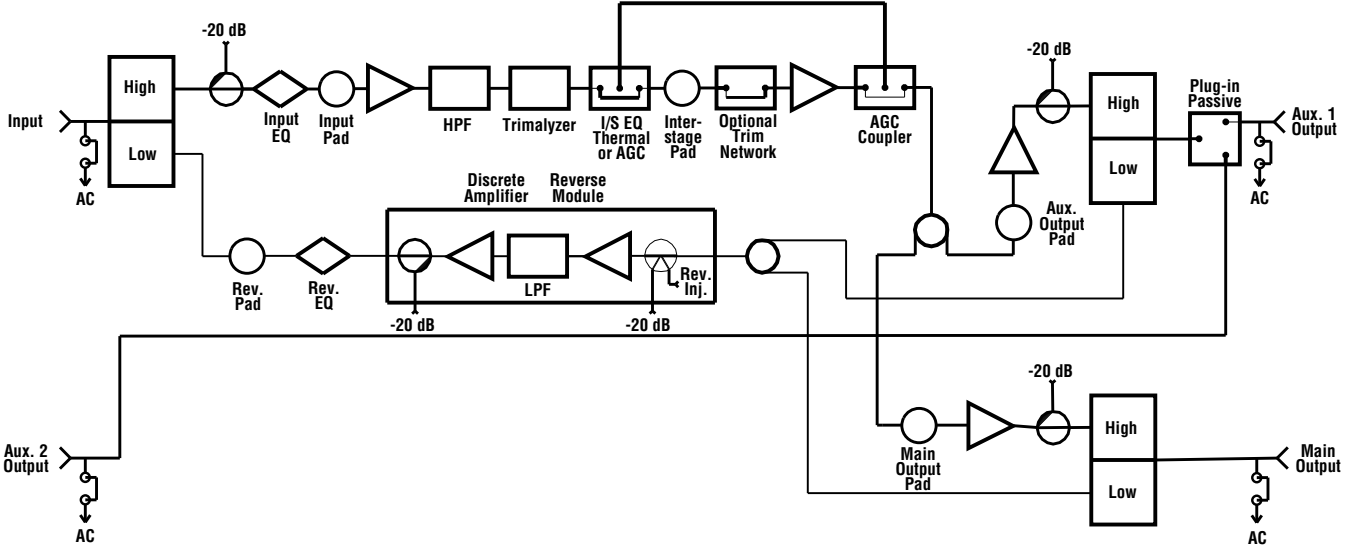 -20 dB
High
Low
Input
AC
Input
EQ
Input
Pad
HPF
Trimalyzer
I/S EQ
Thermal
or AGC
Inter-
stage
Pad
Optional
Trim
Network
AGC
Coupler
-20 dB
High
Low
Plug-in
Passive
Aux. 1
Output
AC
Aux.
Output
Pad
Discrete
Amplifier
Reverse
Module
Rev.
Pad
Rev.
EQ
LPF
Rev.
Inj.
-20 dB
-20 dB
Aux. 2
Output
AC
-20 dB
Main
Output
Pad
High
Low
Main
Output
AC